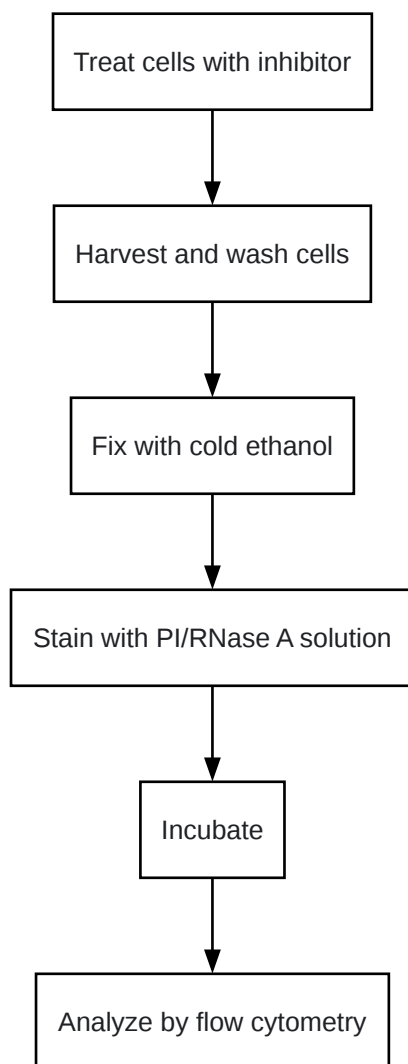 Treat cells with inhibitor
Harvest and wash cells
Fix with cold ethanol
Stain with PI/RNase A solution
Incubate
Analyze by flow cytometry